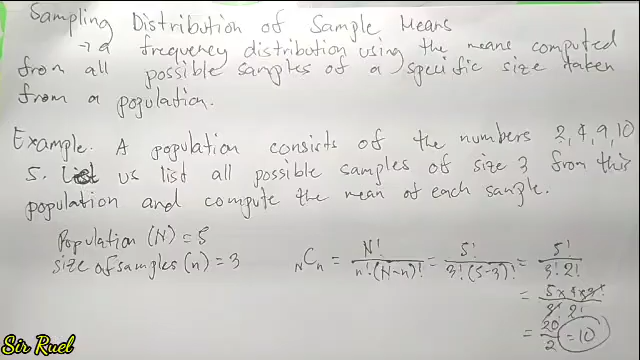 Sampling Distribution of Sample Means
→ a frequency distribution using the means computed
from all possible samples of a specific size taken
from a population.
Example. A population consists of the numbers 2, 4, 9, 10
5. Let us list all possible samples of size 3 from this
population and compute the mean of each sample.
Population (N) = 5
size of samples (n) = 3
NCn = N! / n!(N-n)! = 5! / 3!(5-3)! = 5! / 3!2!
= 5x4x3! / 3! 2!
= 20 / 2 = 10
Sir Ruel